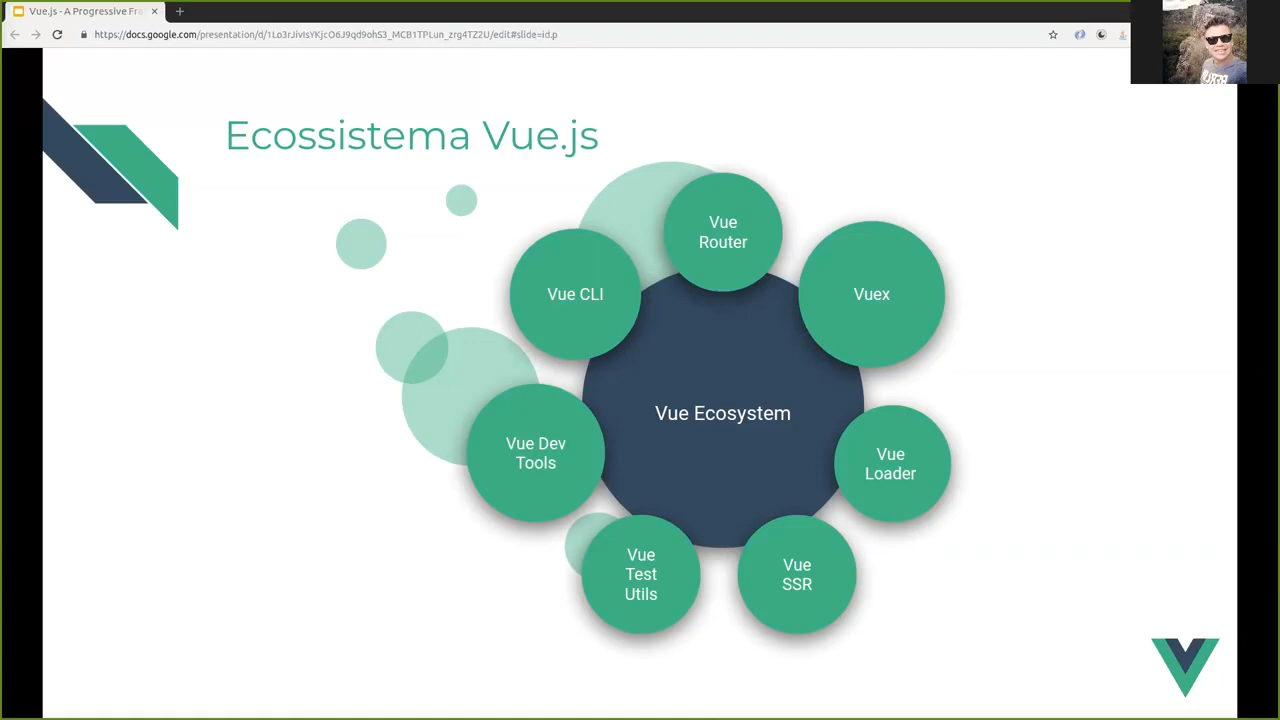 Vue.js - A Progressive Fra
https://docs.google.com/presentation/d/1Lo3rJivIsYKjcO6J9qd9ohS3_MCB1TPLun_zrg4TZ2U/edit#slide=id.p
Ecossistema Vue.js
Vue
Router
Vue CLI
Vuex
Vue Ecosystem
Vue Dev
Tools
Vue
Loader
Vue
Test
Utils
Vue
SSR